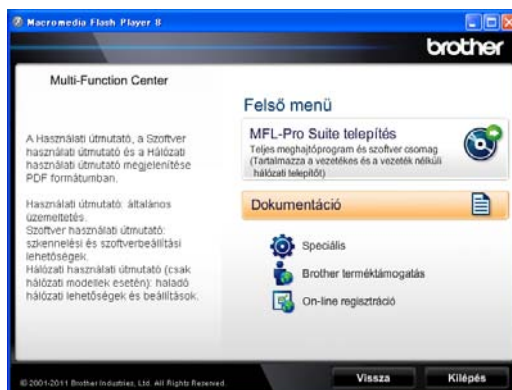 Macromedia Flash Player 8
brother
Multi-Function Center
A Használati útmutató, a Szoftver
használati útmutató és a Hálózati
használati útmutató megjelenítése
PDF formátumban.
Használati útmutató: általános
üzemeltetés.
Szoftver használati útmutató:
szkennelési és szoftverbeállítási
lehetőségek.
Hálózati használati útmutató (csak
hálózati modellek esetén): haladó
hálózati lehetőségek és beállítások.
Felső menü
MFL-Pro Suite telepítés
Teljes meghajtóprogram és szoftver csomag
(Tartalmazza a vezetékes és a vezeték nélküli
hálózati telepítőt)
Dokumentáció
Speciális
Brother terméktámogatás
On-line regisztráció
© 2001-2011 Brother Industries, Ltd. All Rights Reserved.
Vissza
Kilépés